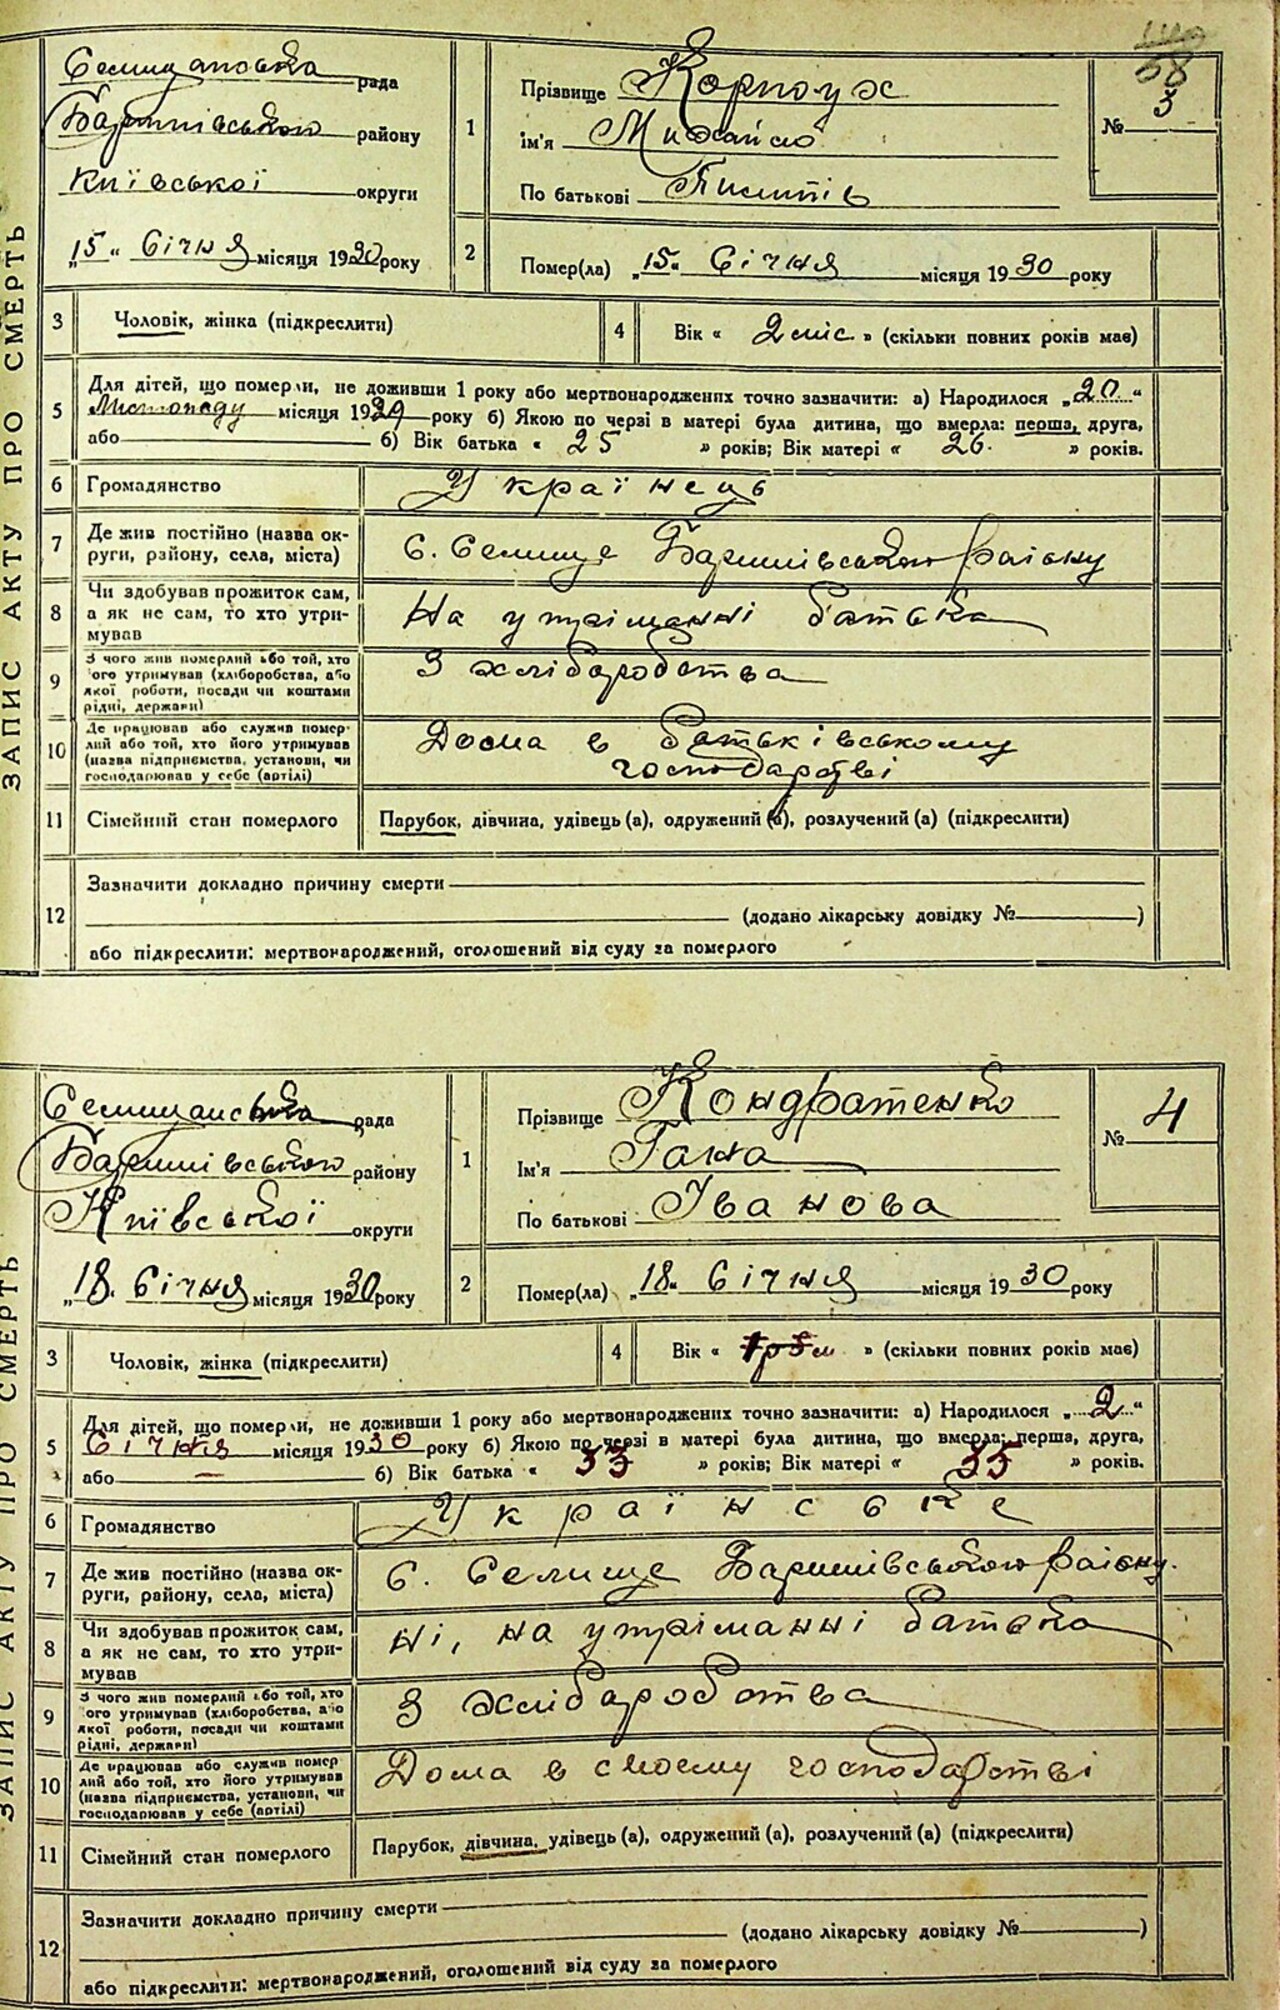 58
ЗАПИС АКТУ ПРО СМЕРТЬ
Селищанська рада
Баришівського району
Київської округи
„15“ Січня місяця 1930 року
1
Прізвище Корноух
Ім'я Михайло
По батькові
№ 3
2
Помер(ла) „15“ Січня місяця 1930 року
3
Чоловік, жінка (підкреслити)
4
Вік « 2 міс. » (скільки повних років має)
5
Для дітей, що померли, не доживши 1 року або мертвонароджених точно зазначити: а) Народилося „20“
Листопаду місяця 1929 року б) Якою по черзі в матері була дитина, що вмерла: перша, друга,
або 6) Вік батька « 25 » років; Вік матері « 26. » років.
6
Громадянство
Українець
7
Де жив постійно (назва округи, району, села, міста)
С. Селище Баришівського району
8
Чи здобував прожиток сам,
а як не сам, то хто утримував
На утріманні батька
9
З чого жив померлий або той, хто
його утримував (хліборобства, або
якої роботи, посади чи коштами
рідні, держави)
З хліборобства
10
Де працював або служив померлий або той, хто його утримував
(назва підприємства, установи, чи
господарював у себе (артілі)
Дома в батьківському
господарстві
11
Сімейний стан померлого
Парубок, дівчина, удівець (а), одружений (а), розлучений (а) (підкреслити)
12
Зазначити докладно причину смерти
(додано лікарську довідку № )
або підкреслити: мертвонароджений, оголошений від суду за померлого
ЗАПИС АКТУ ПРО СМЕРТЬ
Селищанська рада
Баришівського району
Київської округи
„18. Січня місяця 1930 року
1
Прізвище Кондратенко
Ім'я Гана
По батькові Іванова
№ 4
2
Помер(ла) „18“ Січня місяця 1930 року
3
Чоловік, жінка (підкреслити)
4
Вік « » (скільки повних років має)
5
Для дітей, що померли, не доживши 1 року або мертвонароджених точно зазначити: а) Народилося „2“
Січня місяця 1930 року б) Якою по черзі в матері була дитина, що вмерла: перша, друга,
або — 6) Вік батька « 33 » років; Вік матері « 35 » років.
6
Громадянство
Українське
7
Де жив постійно (назва округи, району, села, міста)
С. Селище Баришівського району.
8
Чи здобував прожиток сам,
а як не сам, то хто утримував
Ні, на утріманні батька
9
З чого жив померлий або той, хто
його утримував (хліборобства, або
якої роботи, посади чи коштами
рідні, держави)
З хліборобства
10
Де працював або служив померлий або той, хто його утримував
(назва підприємства, установи, чи
господарював у себе (артілі)
Дома в своему господарстві
11
Сімейний стан померлого
Парубок, дівчина, удівець (а), одружений (а), розлучений (а) (підкреслити)
12
Зазначити докладно причину смерти
(додано лікарську довідку № )
або підкреслити: мертвонароджений, оголошений від суду за померлого